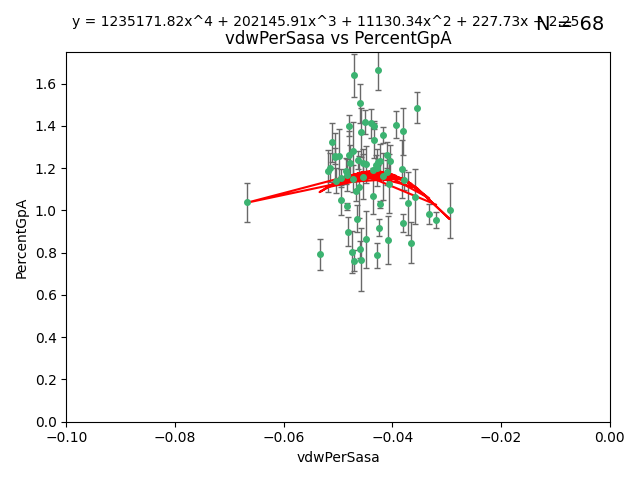 y = 1235171.82x^4 + 202145.91x^3 + 11130.34x^2 + 227.73x + 2.25
N = 68
vdwPerSasa vs PercentGpA
1.6
1.4
1.2
1.0
0.8
0.6
0.4
0.2
0.0
PercentGpA
−0.10 −0.08 −0.06 −0.04 −0.02 0.00
vdwPerSasa